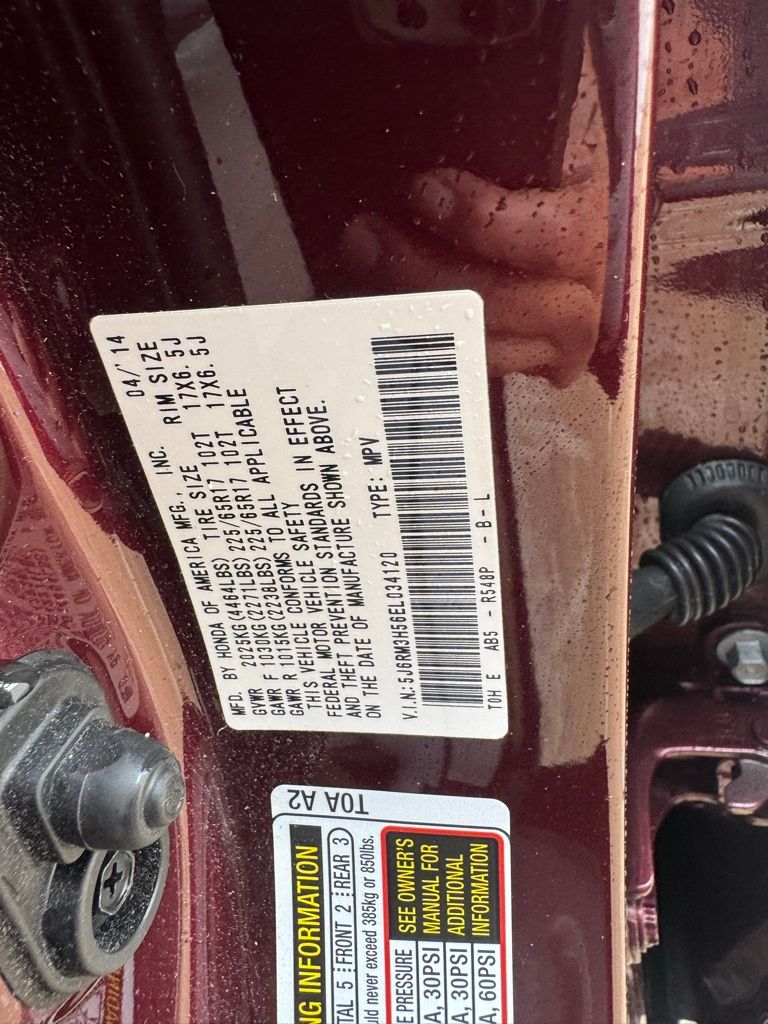 MFD. BY HONDA OF AMERICA MFG., INC. 04/'14
GVWR 2025KG(4464LBS) TIRE SIZE RIM SIZE
GAWR F 1030KG(2271LBS) 225/65R17 102T 17X6.5J
GAWR R 1015KG(2238LBS) 225/65R17 102T 17X6.5J
THIS VEHICLE CONFORMS TO ALL APPLICABLE
FEDERAL MOTOR VEHICLE SAFETY
AND THEFT PREVENTION STANDARDS IN EFFECT
ON THE DATE OF MANUFACTURE SHOWN ABOVE.
V.I.N:5J6RM3H56EL034120 TYPE: MPV
T0H E AB5 -R548P -B-L
T0A A2
NG INFORMATION
TAL 5 FRONT 2 REAR 3
uld never exceed 385kg or 850lbs.
E PRESSURE
A, 30PSI
A, 30PSI
A, 60PSI
SEE OWNER'S
MANUAL FOR
ADDITIONAL
INFORMATION